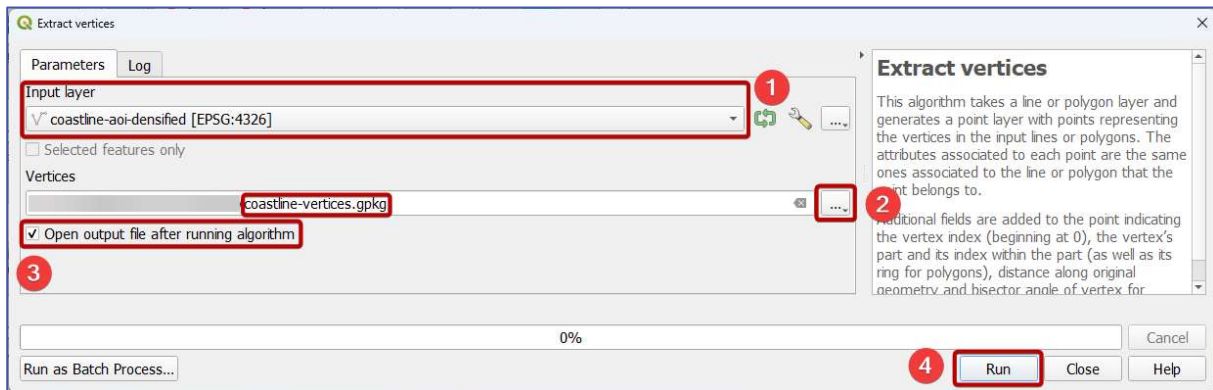 Extract vertices
Parameters
Log
Input layer
1
coastline-aoi-densified [EPSG:4326]
...
Selected features only
Vertices
coastline-vertices.gpkg
...
2
Open output file after running algorithm
3
Extract vertices
This algorithm takes a line or polygon layer and
generates a point layer with points representing
the vertices in the input lines or polygons. The
attributes associated to each point are the same
ones associated to the line or polygon that the
belongs to.
fields are added to the point indicating
the vertex index (beginning at 0), the vertex's
part and its index within the part (as well as its
ring for polygons), distance along original
geometry and bisector angle of vertex for
0%
Cancel
Run as Batch Process...
4
Run
Close
Help